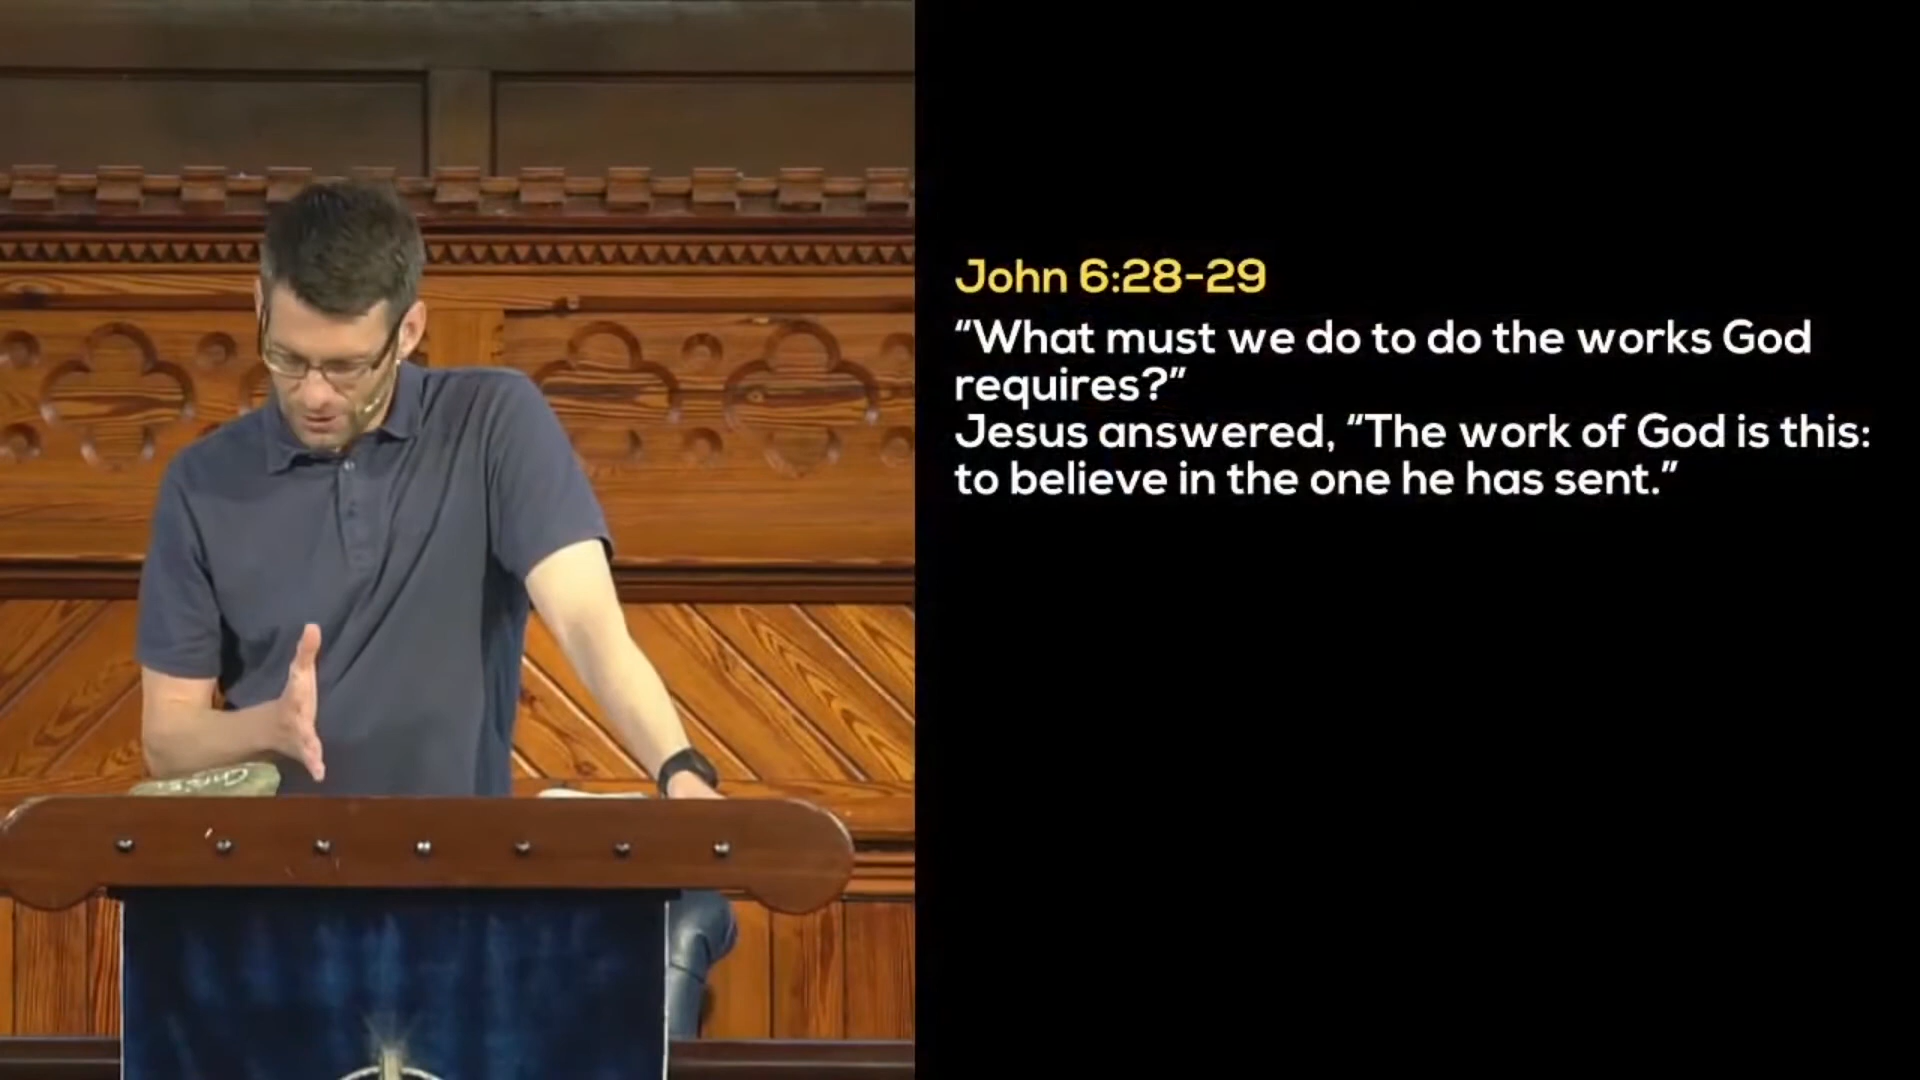 John 6:28-29
“What must we do to do the works God
requires?”
Jesus answered, “The work of God is this:
to believe in the one he has sent.”